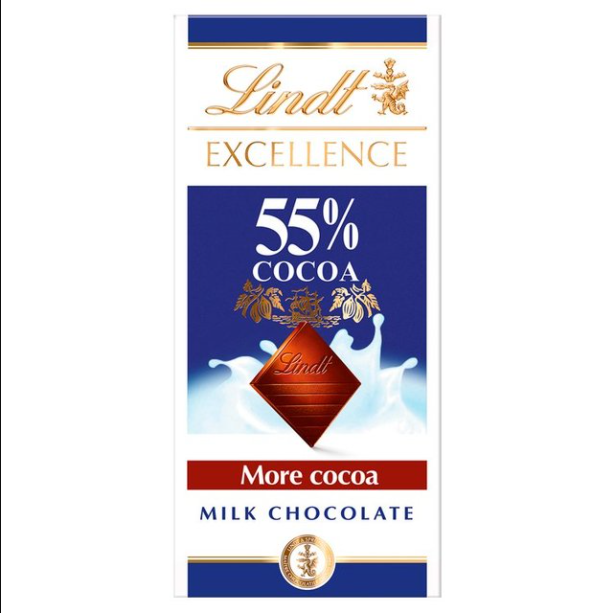 Lindt
EXCELLENCE
55%
COCOA
Lindt
More cocoa
MILK CHOCOLATE